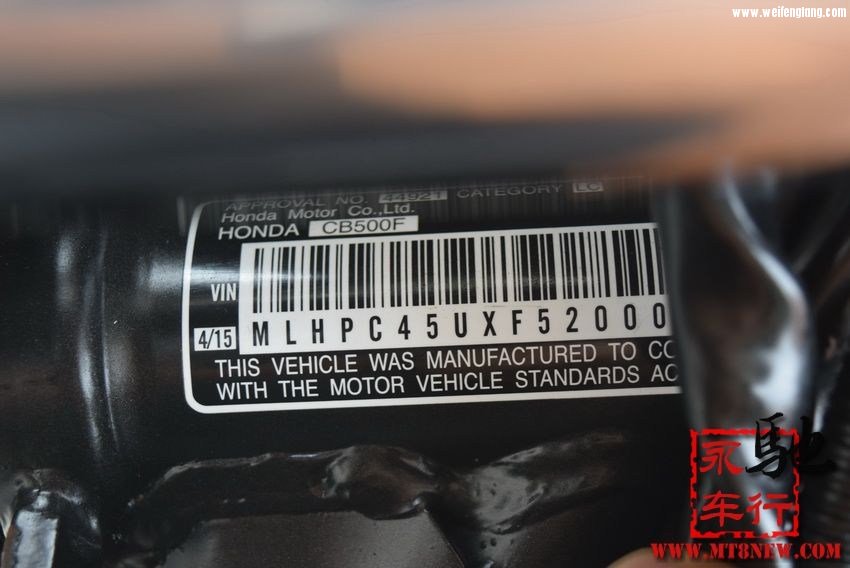 www.weifengtang.com
APPROVAL NO. 44921 CATEGORY LC
Honda Motor Co.,Ltd.
HONDA CB500F
VIN
4/15 MLHPC45UXF52000
THIS VEHICLE WAS MANUFACTURED TO CO
WITH THE MOTOR VEHICLE STANDARDS AC
永馳
车行
WWW.MT8NEW.COM